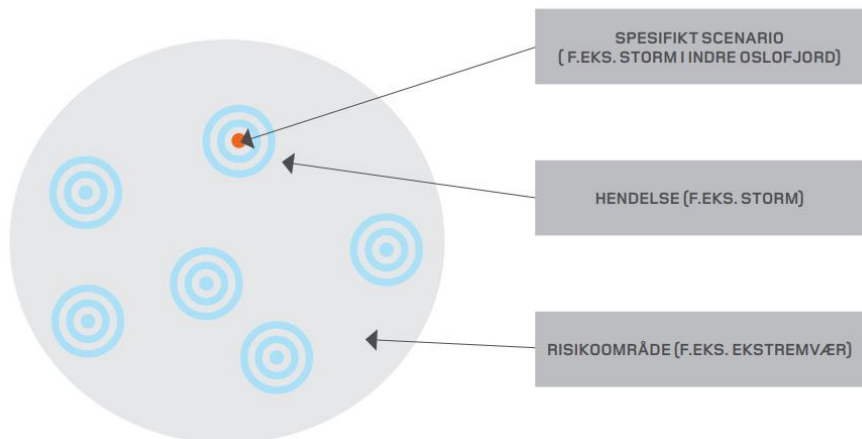 SPESIFIKT SCENARIO
( F.EKS. STORM I INDRE OSLOFJORD)
HENDELSE (F.EKS. STORM)
RISIKOOMRÅDE (F.EKS. EKSTREMVÆR)